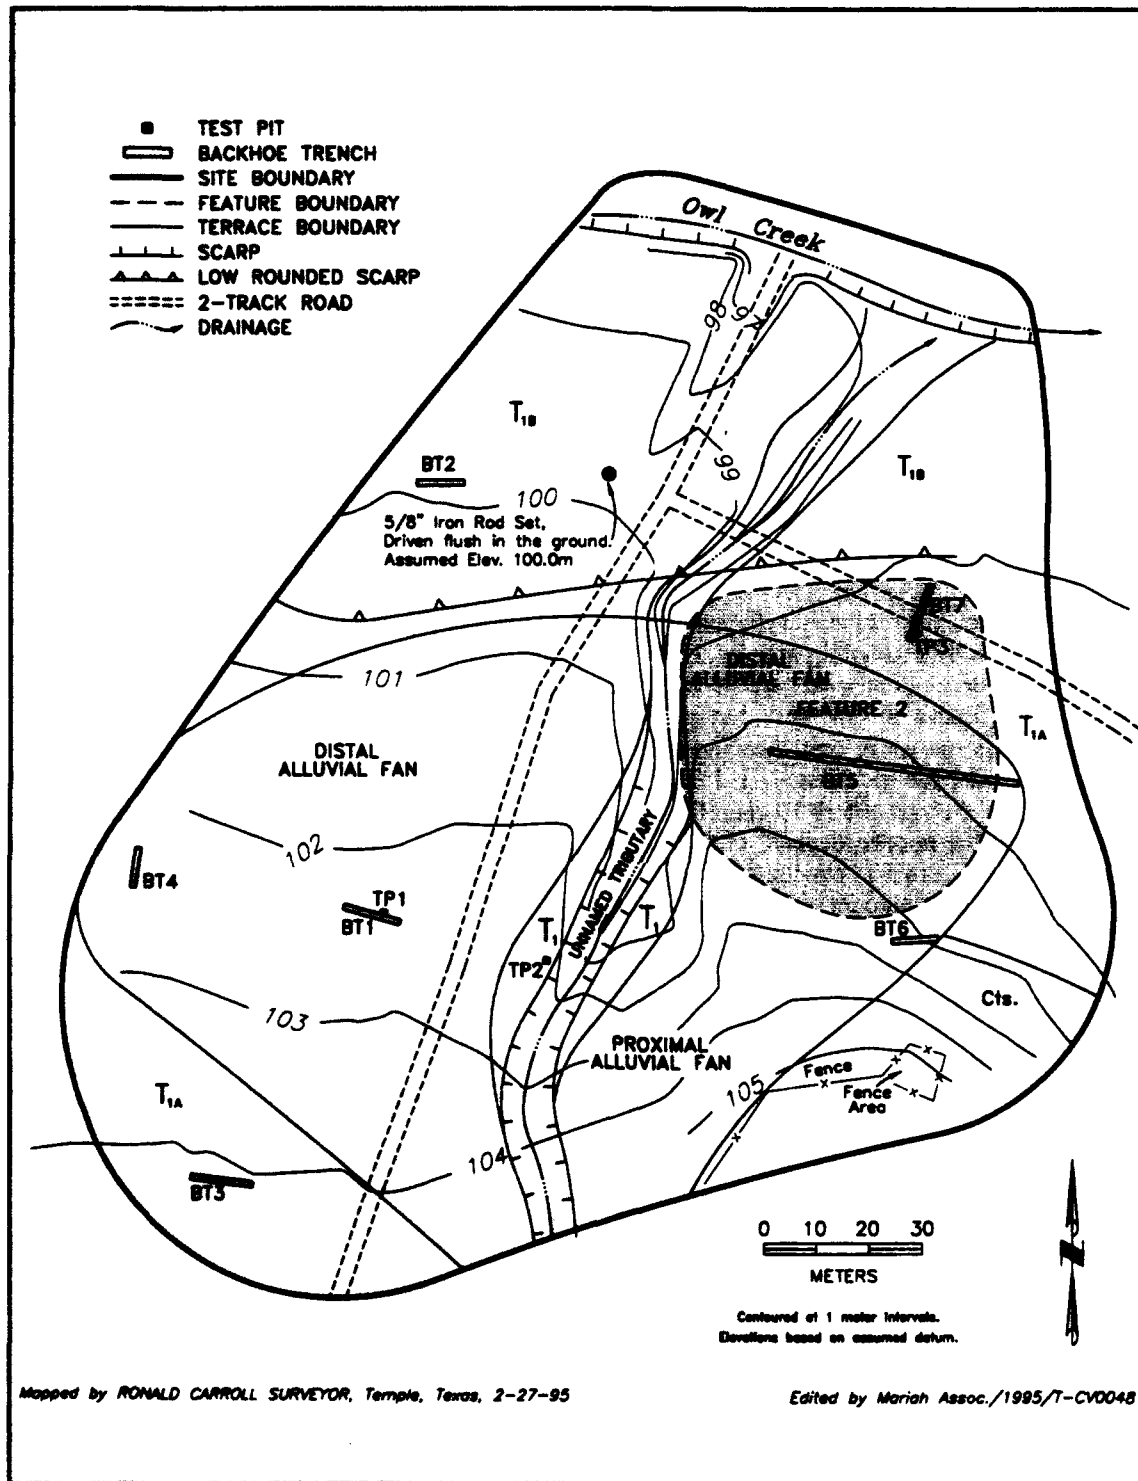 TEST PIT
BACKHOE TRENCH
SITE BOUNDARY
FEATURE BOUNDARY
TERRACE BOUNDARY
SCARP
LOW ROUNDED SCARP
2-TRACK ROAD
DRAINAGE
Owl Creek
98
97
T1B
BT2
99
T1B
100
5/8" Iron Rod Set,
Driven flush in the ground.
Assumed Elev. 100.0m
BT7
TP3
101
DISTAL
ALLUVIAL FAN
FEATURE 2
T1A
DISTAL
ALLUVIAL FAN
BT5
102
UNNAMED TRIBUTARY
BT4
TP1
BT1
T1
T1
BT6
TP2
Cts.
103
PROXIMAL
ALLUVIAL FAN
105
Fence
Fence
Area
T1A
104
BT3
0 10 20 30
METERS
N
Contoured at 1 meter intervals.
Elevations based on assumed datum.
Mapped by RONALD CARROLL SURVEYOR, Temple, Texas, 2-27-95
Edited by Mariah Assoc./1995/T-CV0048